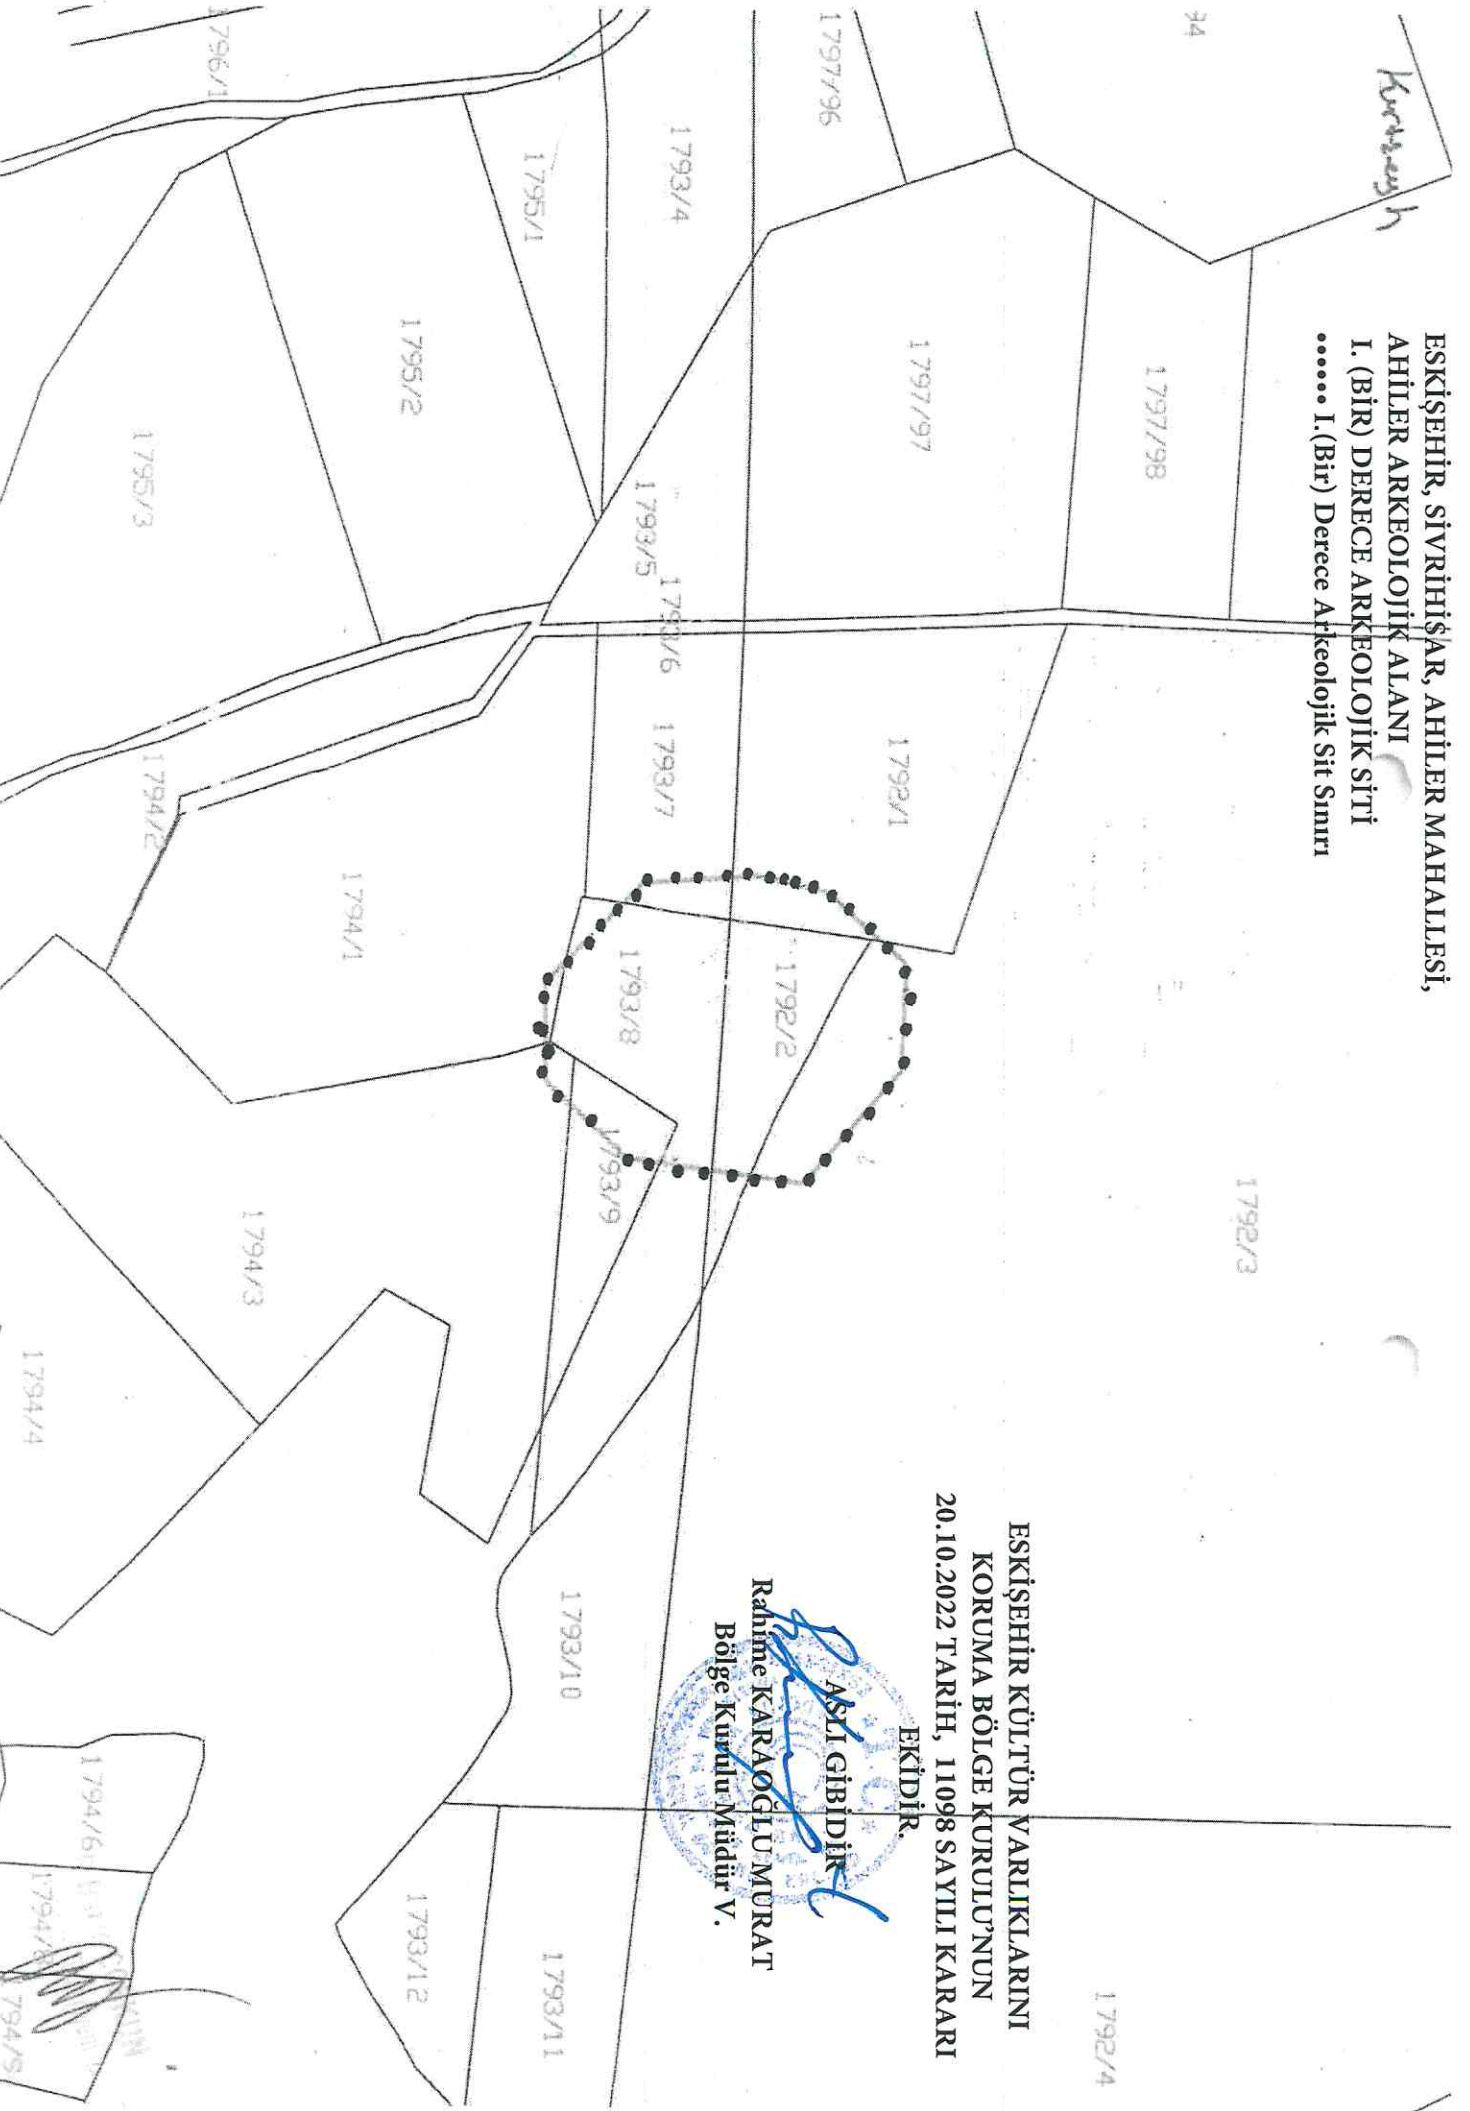 ESKİŞEHİR, SİVRİHİSAR, AHİLER MAHALLESİ,
AHİLER ARKEOLOJİK ALANI
I. (BİR) DERECE ARKEOLOJİK SİTİ
•••••• I.(Bir) Derece Arkeolojik Sit Sınırı
ESKİŞEHİR KÜLTÜR VARLIKLARINI
KORUMA BÖLGE KURULU'NUN
20.10.2022 TARİH, 11098 SAYILI KARARI
EKİDİR.
ASLI GİBİDİR
Rahime KARAOĞLU MURAT
Bölge Kurulu Müdür V.
94
1797/98
1797/97
1797/96
1793/4
1795/1
1796/1
1795/2
1795/3
1793/5
1793/6
1793/7
1792/1
1794/2
1794/1
1793/8
1792/2
1792/3
1793/9
1794/3
1794/4
1793/10
1792/4
1793/11
1793/12
1794/6
1794/9